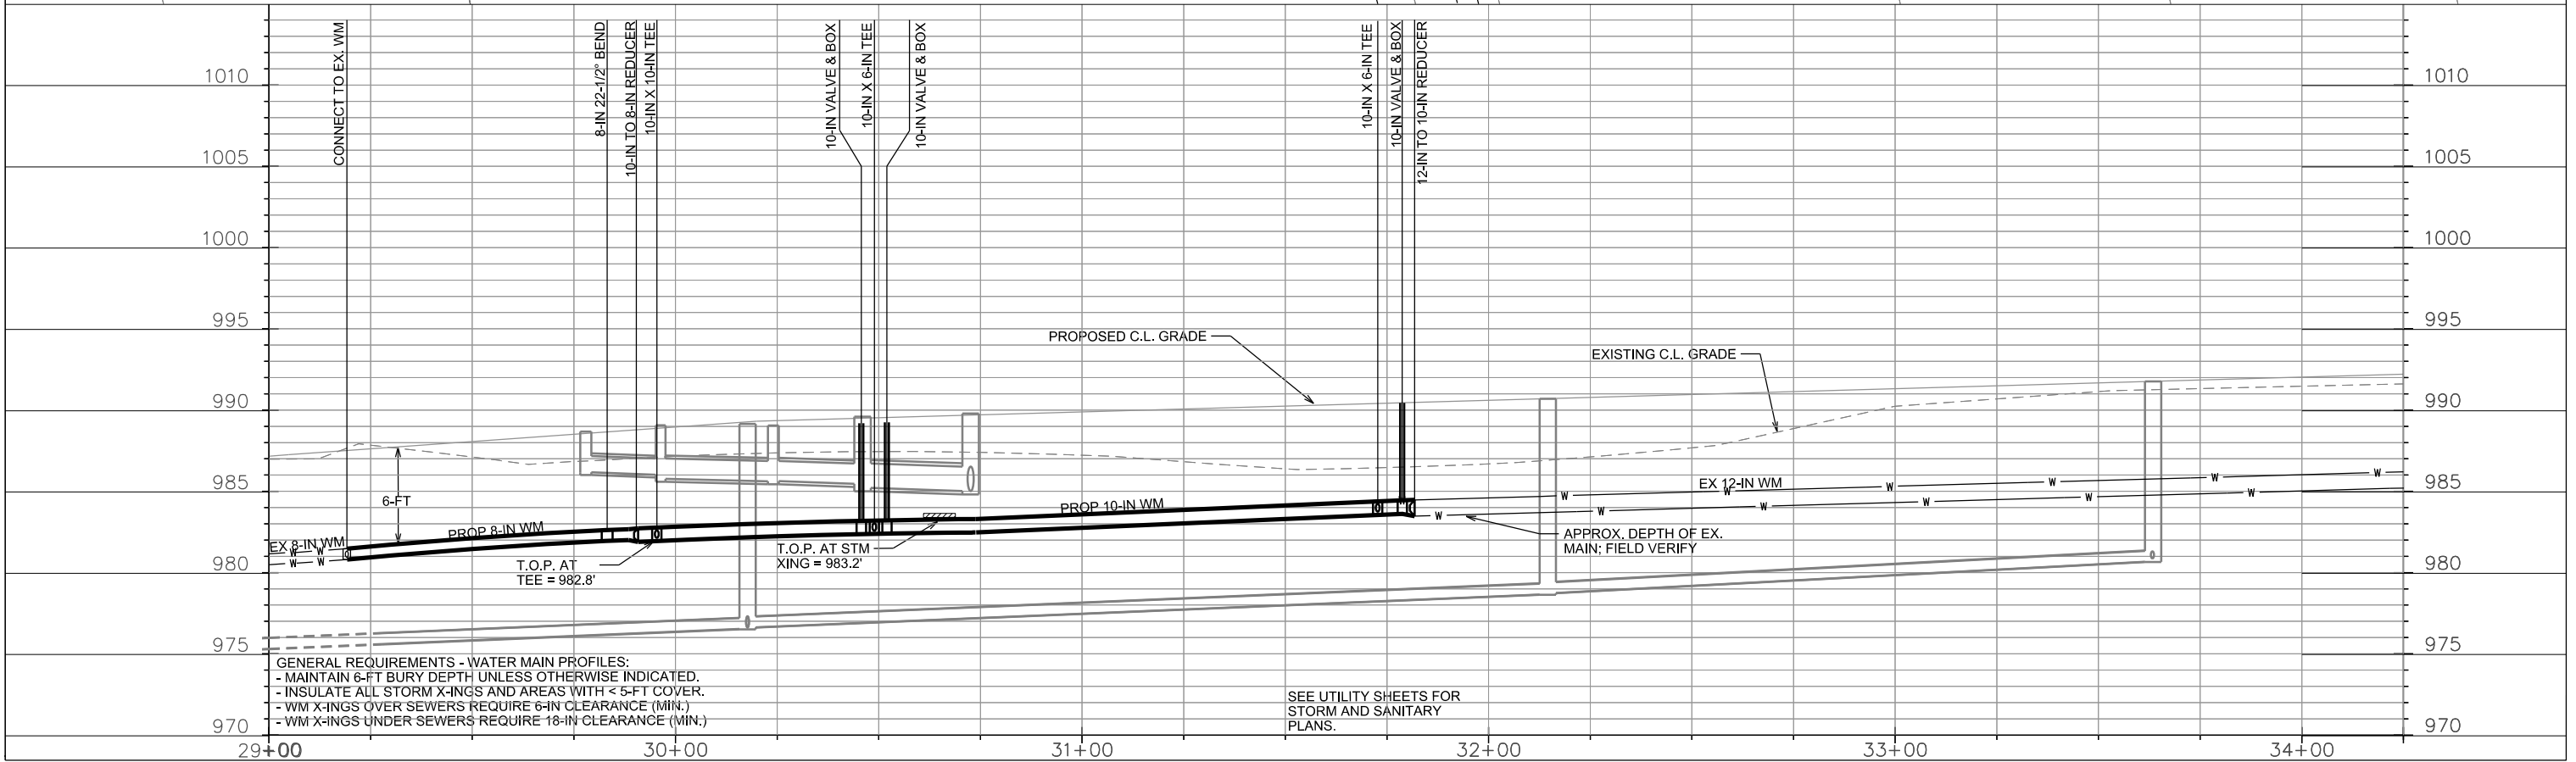 CONNECT TO EX. WM
8-IN 22-1/2° BEND
10-IN TO 8-IN REDUCER
10-IN X 10-IN TEE
10-IN VALVE & BOX
10-IN X 6-IN TEE
10-IN VALVE & BOX
10-IN X 6-IN TEE
10-IN VALVE & BOX
12-IN TO 10-IN REDUCER
1010
1010
1005
1005
1000
1000
995
995
PROPOSED C.L. GRADE
EXISTING C.L. GRADE
990
990
985
985
6-FT
EX 12-IN WM
W W W W W W
PROP 10-IN WM
W W W W W W
PROP 8-IN WM
EX 8-IN WM
W W
W W
T.O.P. AT STM
XING = 983.2'
APPROX. DEPTH OF EX.
MAIN; FIELD VERIFY
T.O.P. AT
TEE = 982.8'
980
980
975
975
GENERAL REQUIREMENTS - WATER MAIN PROFILES:
- MAINTAIN 6-FT BURY DEPTH UNLESS OTHERWISE INDICATED.
- INSULATE ALL STORM X-INGS AND AREAS WITH < 5-FT COVER.
- WM X-INGS OVER SEWERS REQUIRE 6-IN CLEARANCE (MIN.)
- WM X-INGS UNDER SEWERS REQUIRE 18-IN CLEARANCE (MIN.)
SEE UTILITY SHEETS FOR
STORM AND SANITARY
PLANS.
970
970
29+00
30+00
31+00
32+00
33+00
34+00